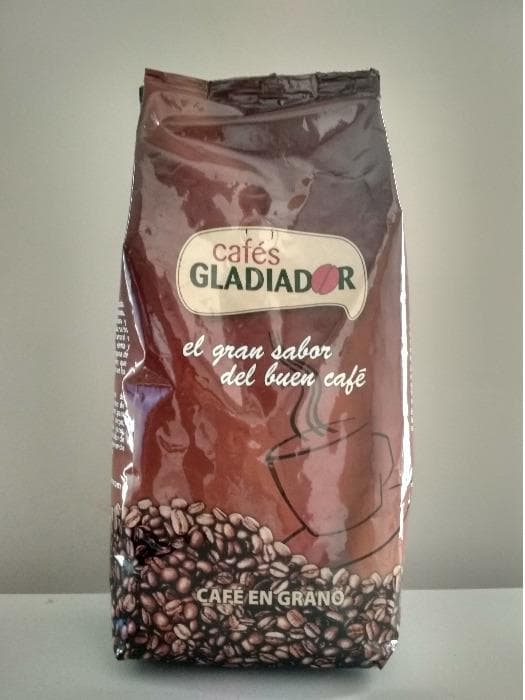 cafés
GLADIADOR
el gran sabor
del buen café
CAFÉ EN GRANO